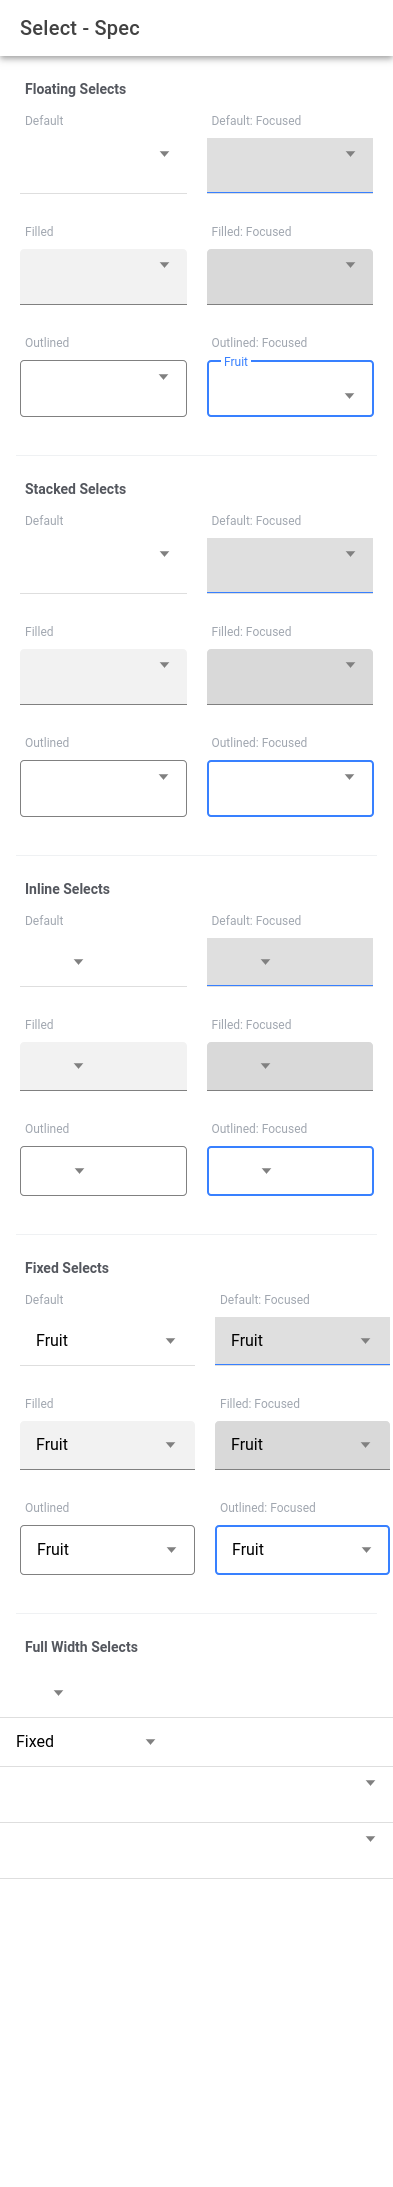 Select - Spec
Floating Selects
Default Default: Focused
Filled Filled: Focused
Outlined Outlined: Focused
Fruit
Stacked Selects
Default Default: Focused
Filled Filled: Focused
Outlined Outlined: Focused
Inline Selects
Default Default: Focused
Filled Filled: Focused
Outlined Outlined: Focused
Fixed Selects
Default Default: Focused
Fruit Fruit
Filled Filled: Focused
Fruit Fruit
Outlined Outlined: Focused
Fruit Fruit
Full Width Selects
Fixed